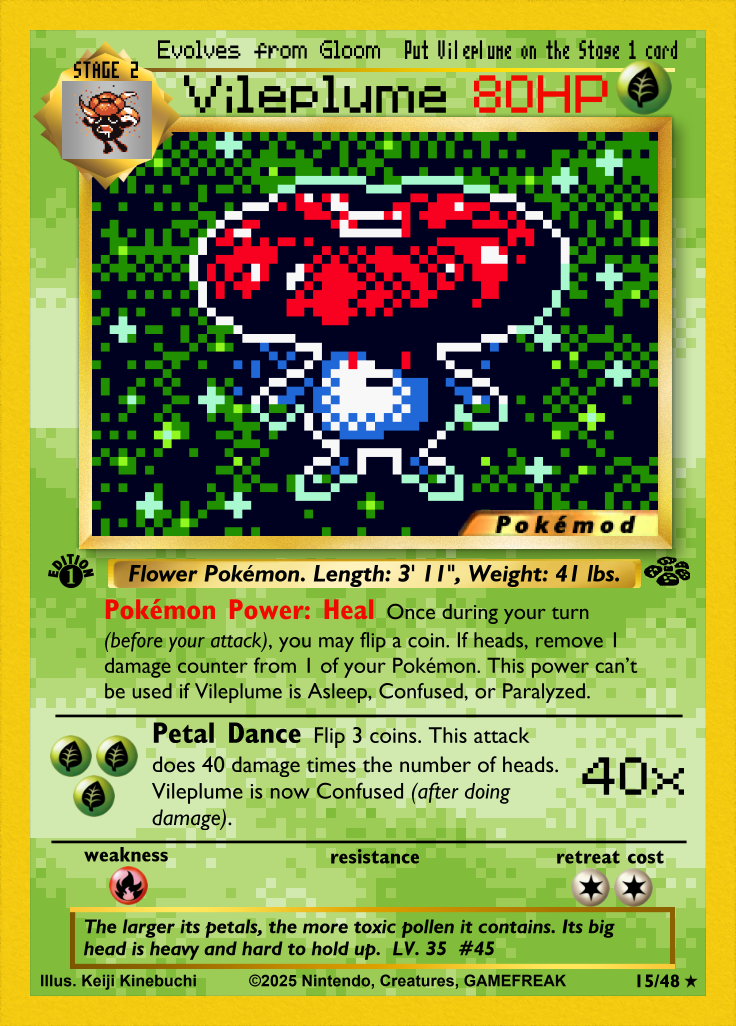 Evolves from Gloom Put Vileplume on the Stage 1 card
STAGE 2
Vileplume 80HP
Pokémod
EDITION
1
Flower Pokémon. Length: 3' 11", Weight: 41 lbs.
Pokémon Power: Heal Once during your turn
(before your attack), you may flip a coin. If heads, remove 1
damage counter from 1 of your Pokémon. This power can't
be used if Vileplume is Asleep, Confused, or Paralyzed.
Petal Dance Flip 3 coins. This attack
does 40 damage times the number of heads.
Vileplume is now Confused (after doing
damage).
40x
weakness resistance retreat cost
The larger its petals, the more toxic pollen it contains. Its big
head is heavy and hard to hold up. LV. 35 #45
Illus. Keiji Kinebuchi ©2025 Nintendo, Creatures, GAMEFREAK 15/48 ★